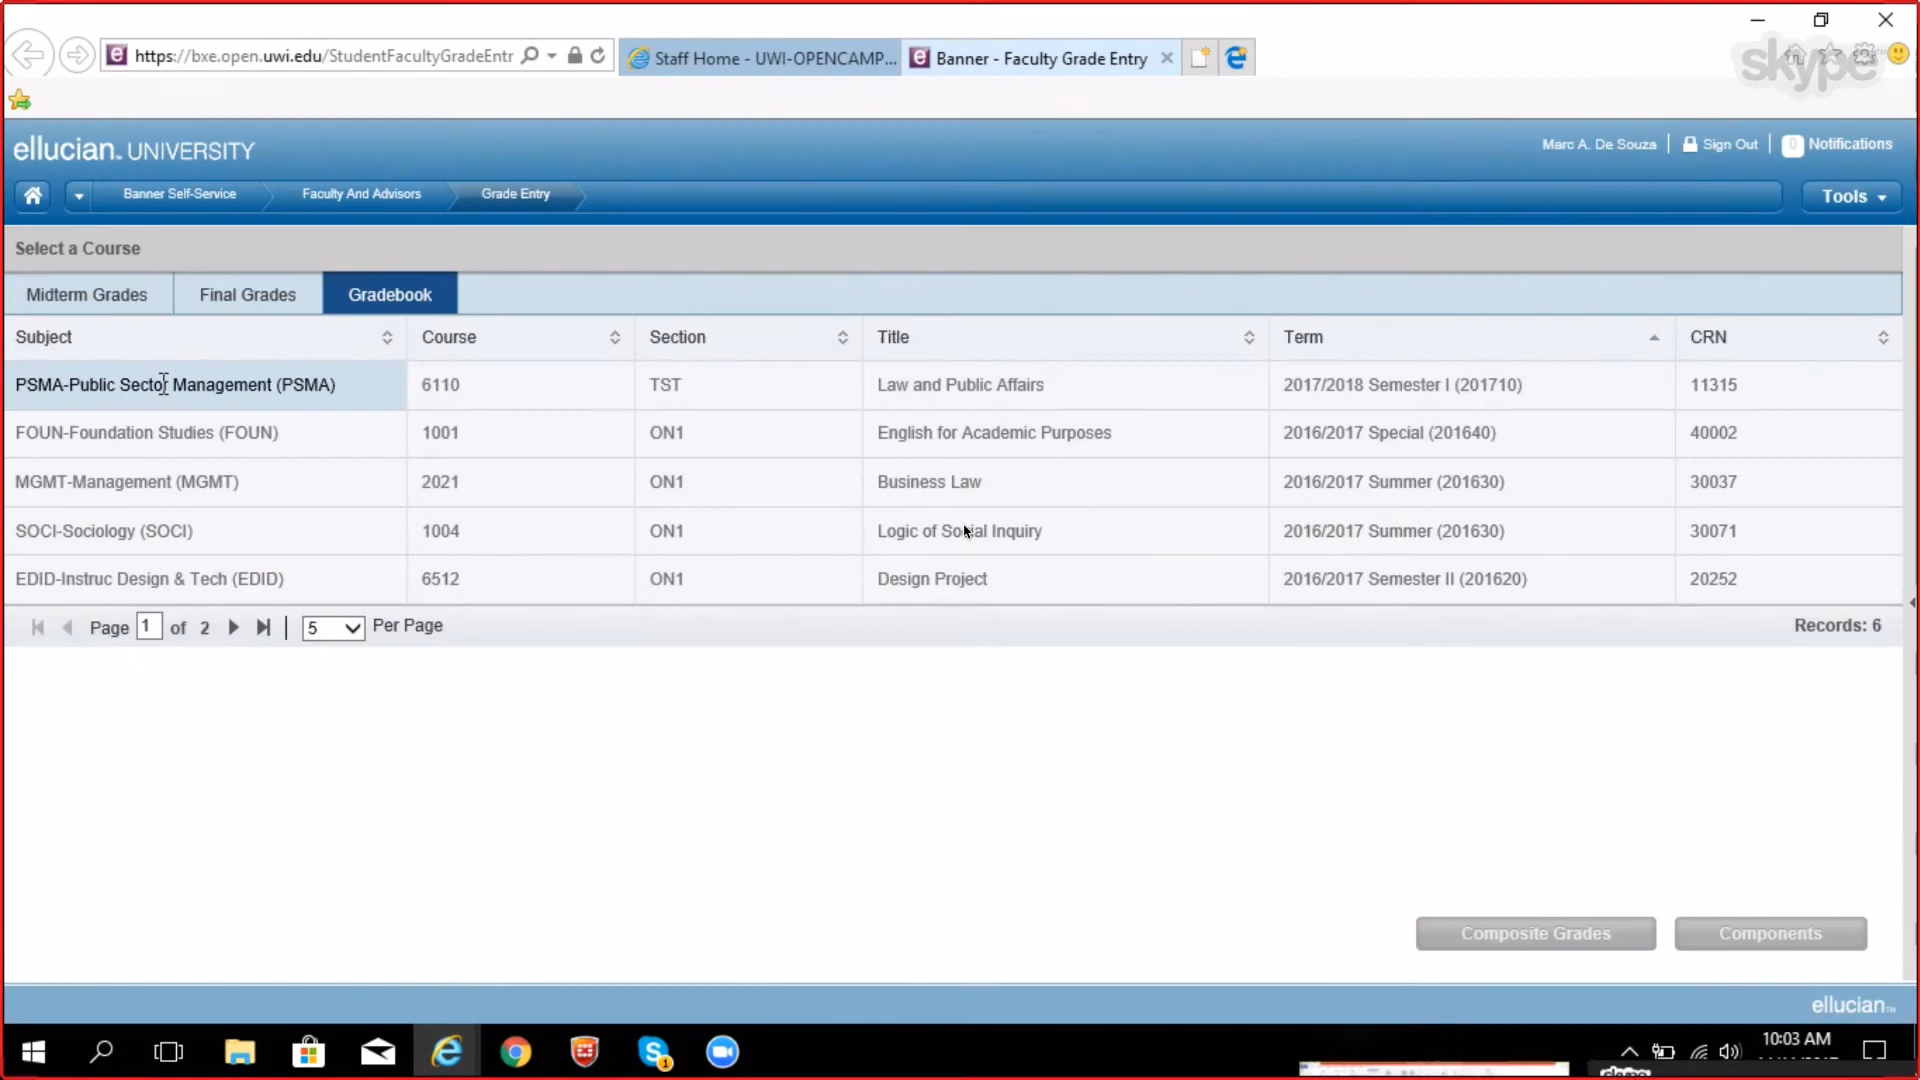 https://bxe.open.uwi.edu/StudentFacultyGradeEntr
Staff Home - UWI-OPENCAMP...
Banner - Faculty Grade Entry
skype
ellucian. UNIVERSITY
Marc A. De Souza
Sign Out
0
Notifications
Banner Self-Service
Faculty And Advisors
Grade Entry
Tools
Select a Course
Midterm Grades
Final Grades
Gradebook
Subject Course Section Title Term CRN
PSMA-Public Sector Management (PSMA) 6110 TST Law and Public Affairs 2017/2018 Semester I (201710) 11315
FOUN-Foundation Studies (FOUN) 1001 ON1 English for Academic Purposes 2016/2017 Special (201640) 40002
MGMT-Management (MGMT) 2021 ON1 Business Law 2016/2017 Summer (201630) 30037
SOCI-Sociology (SOCI) 1004 ON1 Logic of Social Inquiry 2016/2017 Summer (201630) 30071
EDID-Instruc Design & Tech (EDID) 6512 ON1 Design Project 2016/2017 Semester II (201620) 20252
Page 1 of 2 | 5 Per Page
Records: 6
Composite Grades
Components
ellucian
1
10:03 AM